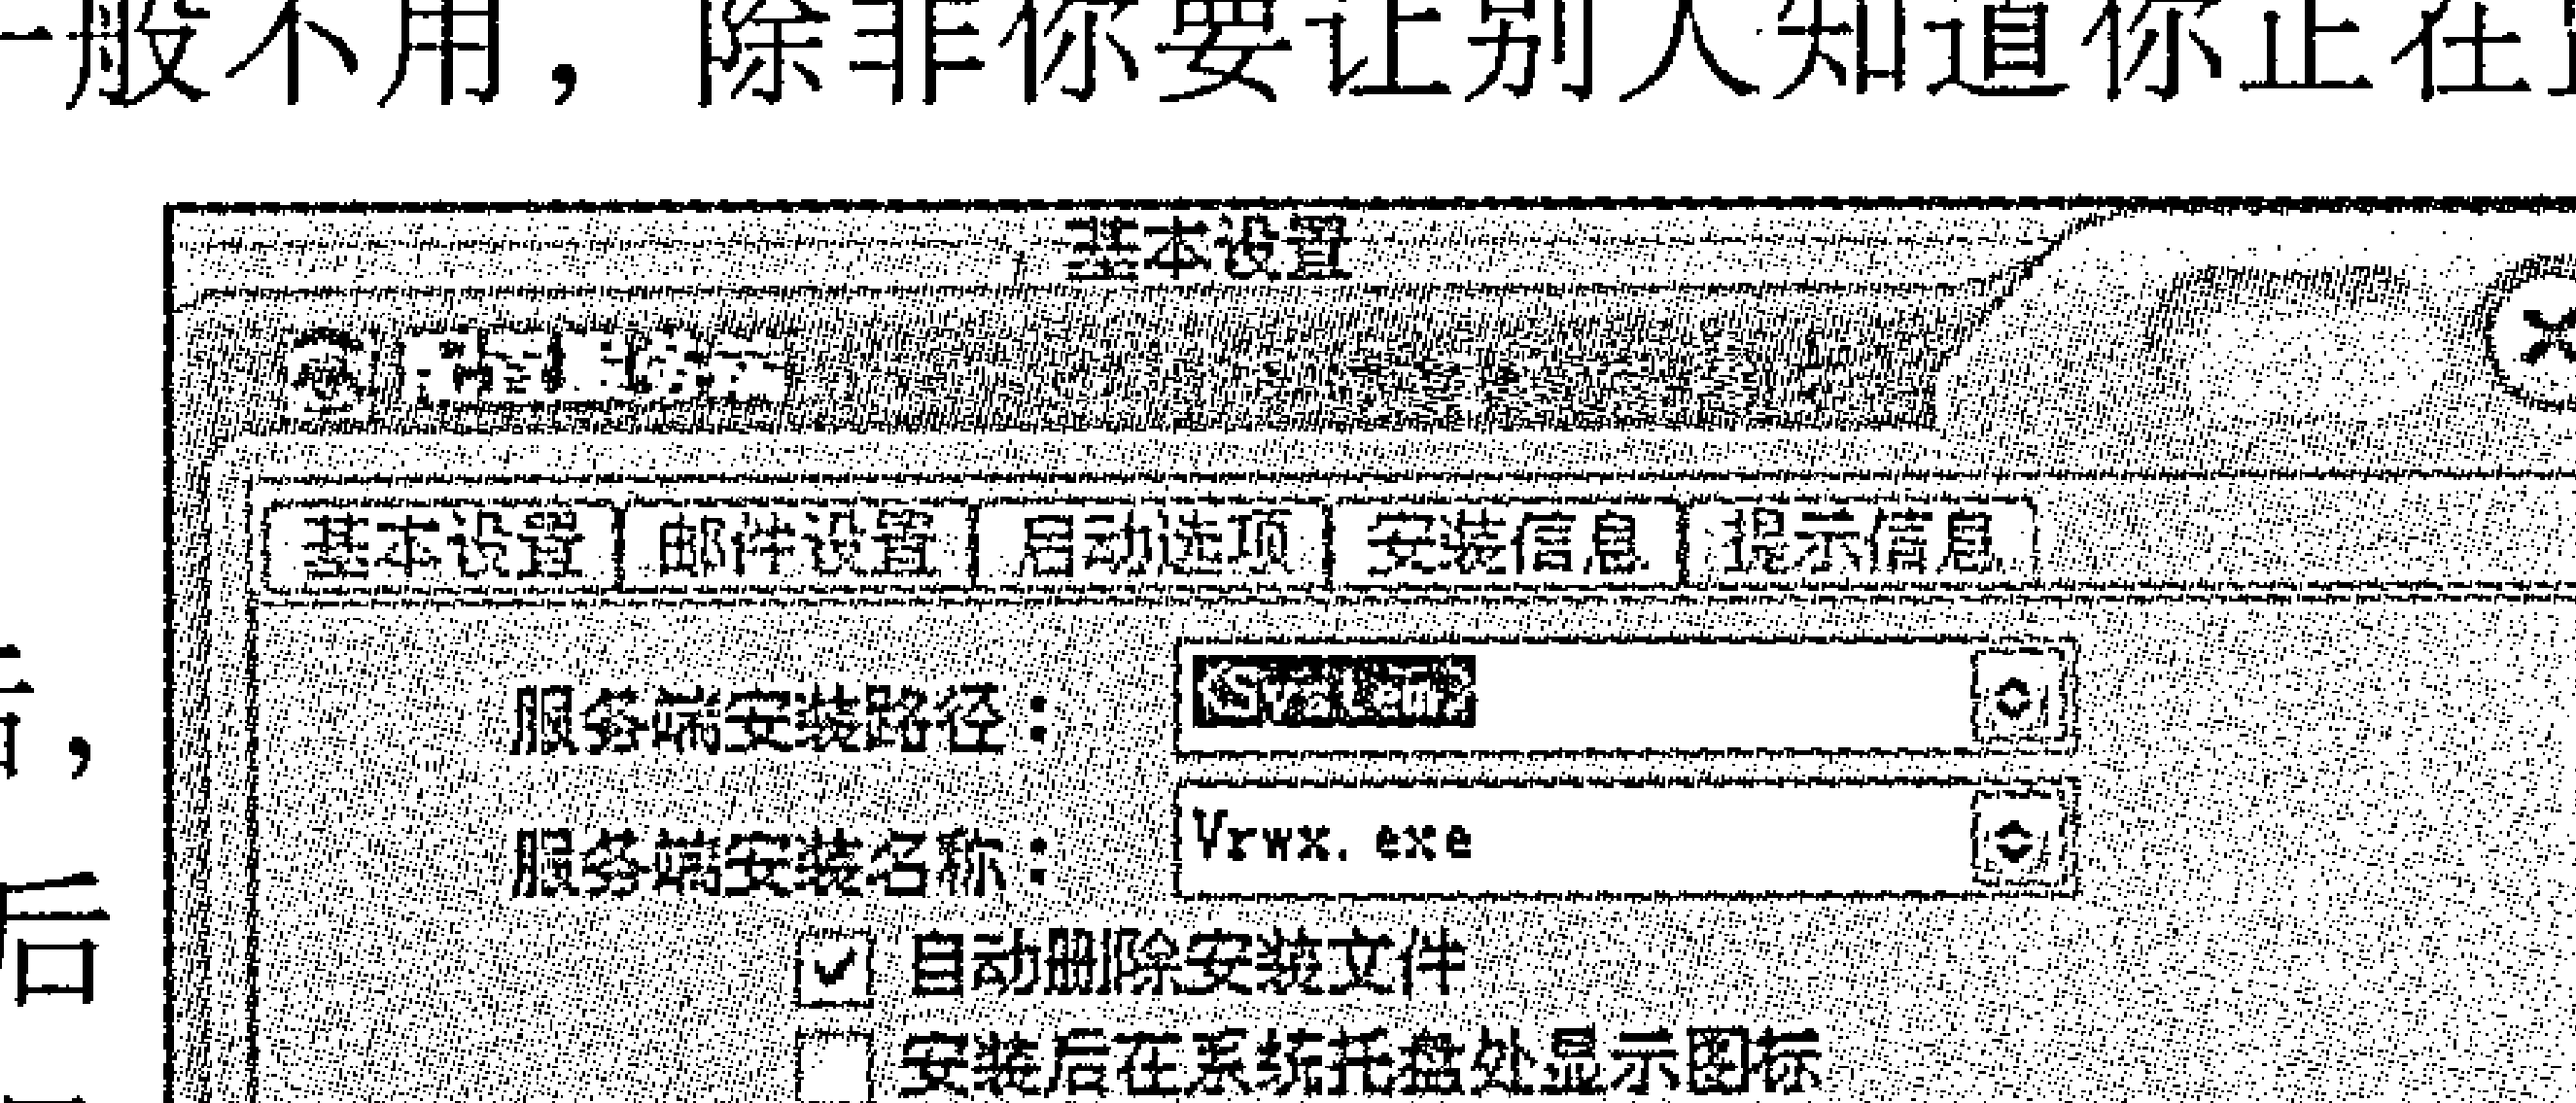 一般不用，除非你要让别人知道你正在
基本设置
基本设置 邮件设置 启动选项 安装信息 提示信息
服务端安装路径：
服务端安装名称： Vrwx.exe
自动删除安装文件
安装后在系统托盘处显示图标
后